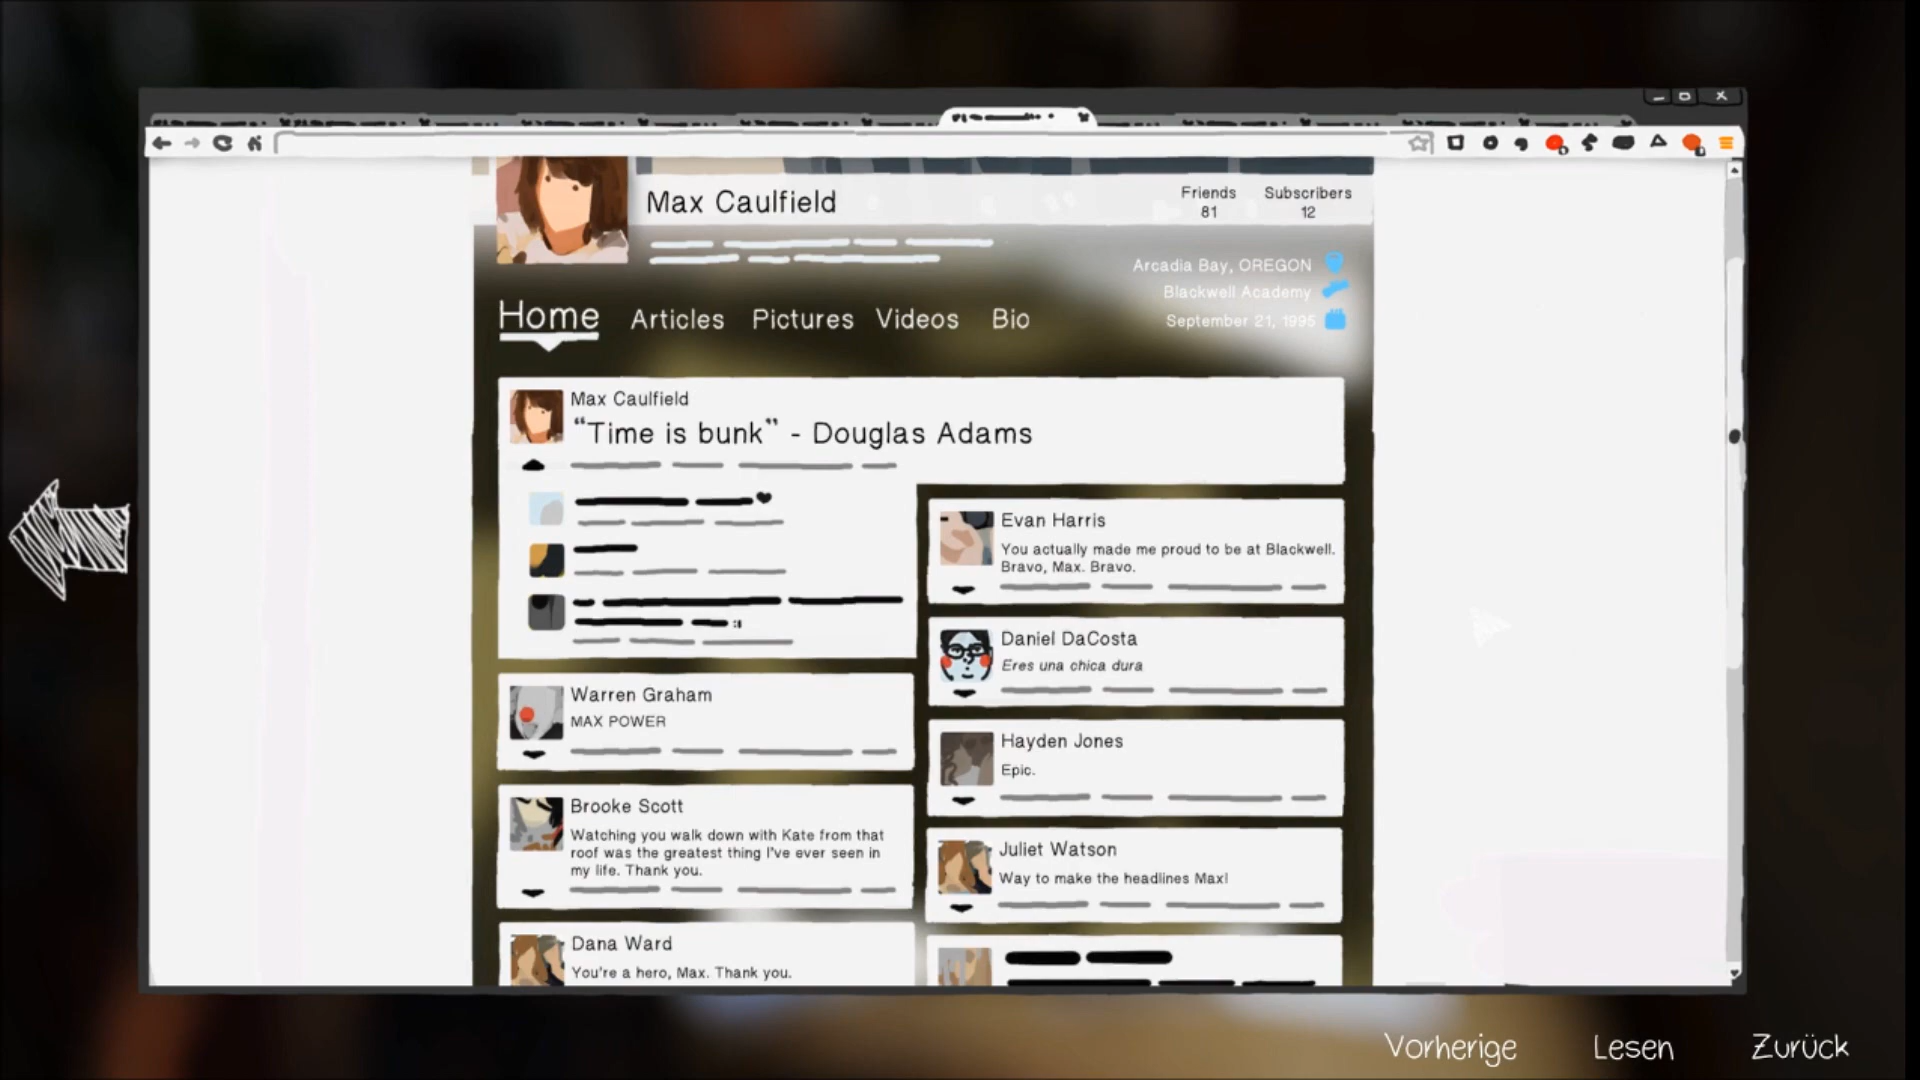 Max Caulfield
Friends
81
Subscribers
12
Arcadia Bay, OREGON
Blackwell Academy
September 21, 1995
Home Articles Pictures Videos Bio
Max Caulfield
“Time is bunk” - Douglas Adams
Warren Graham
MAX POWER
Brooke Scott
Watching you walk down with Kate from that
roof was the greatest thing I've ever seen in
my life. Thank you.
Dana Ward
You're a hero, Max. Thank you.
Evan Harris
You actually made me proud to be at Blackwell.
Bravo, Max. Bravo.
Daniel DaCosta
Eres una chica dura
Hayden Jones
Epic.
Juliet Watson
Way to make the headlines Max!
Vorherige Lesen Zurück